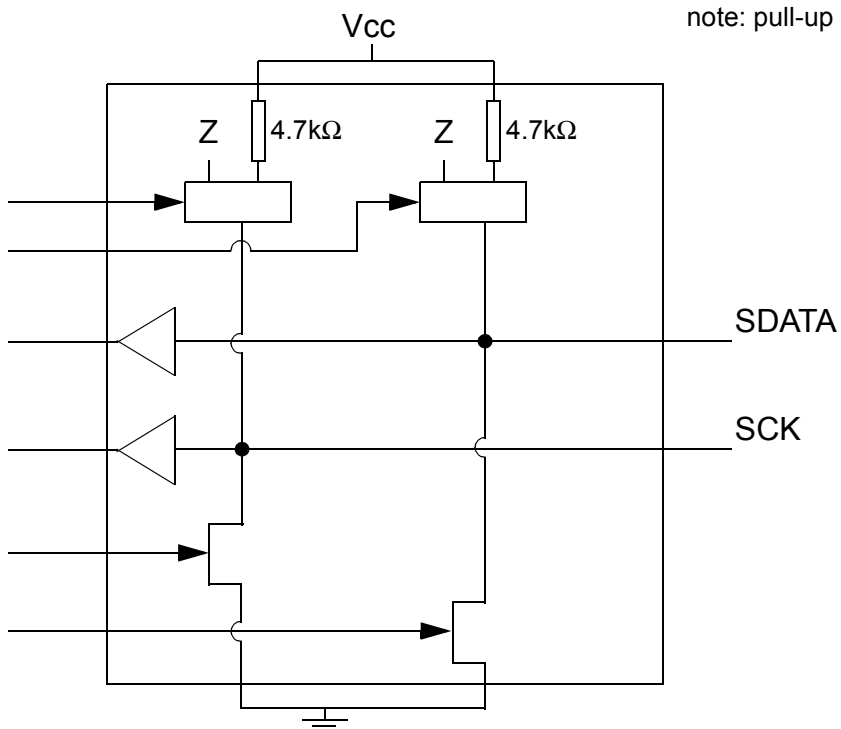 note: pull-up
Vcc
Z
4.7kΩ
Z
4.7kΩ
SDATA
SCK